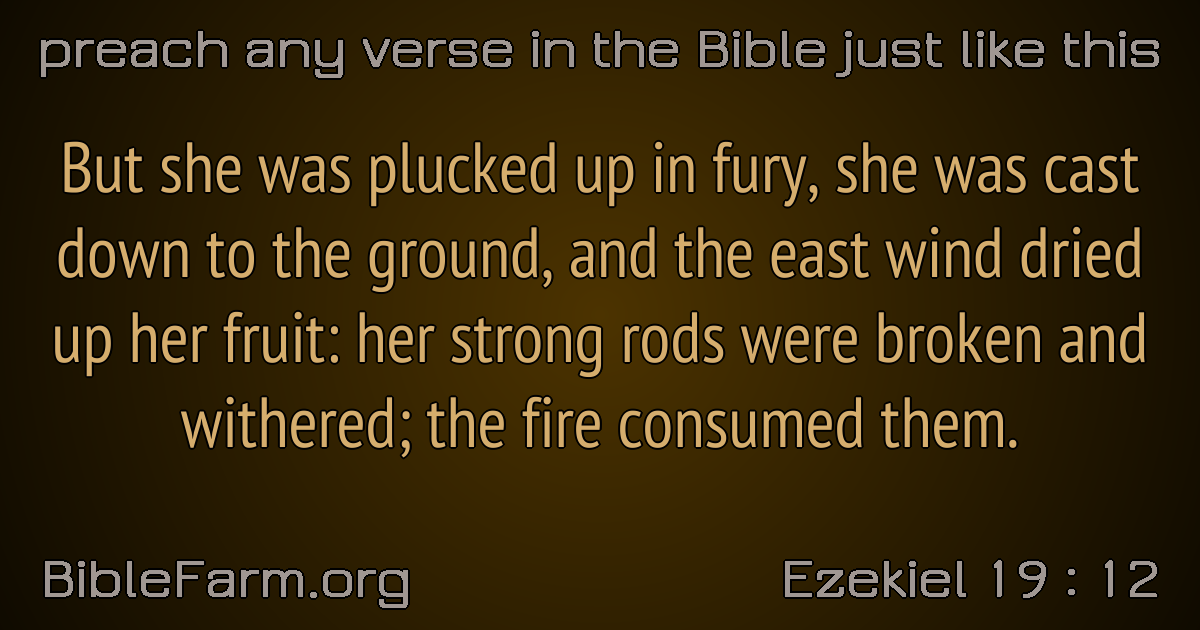 preach any verse in the Bible just like this
But she was plucked up in fury, she was cast
down to the ground, and the east wind dried
up her fruit: her strong rods were broken and
withered; the fire consumed them.
BibleFarm.org
Ezekiel 19 : 12